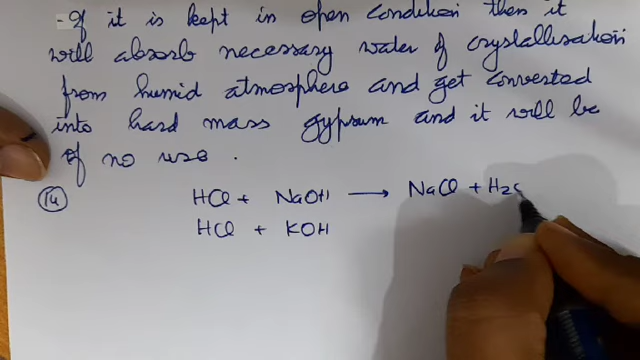 - If it is kept in open condition then it
will absorb necessary water of crystallisation
from humid atmosphere and get converted
into hard mass gypsum and it will be
of no use.
14 HCl + NaOH → NaCl + H2O
HCl + KOH